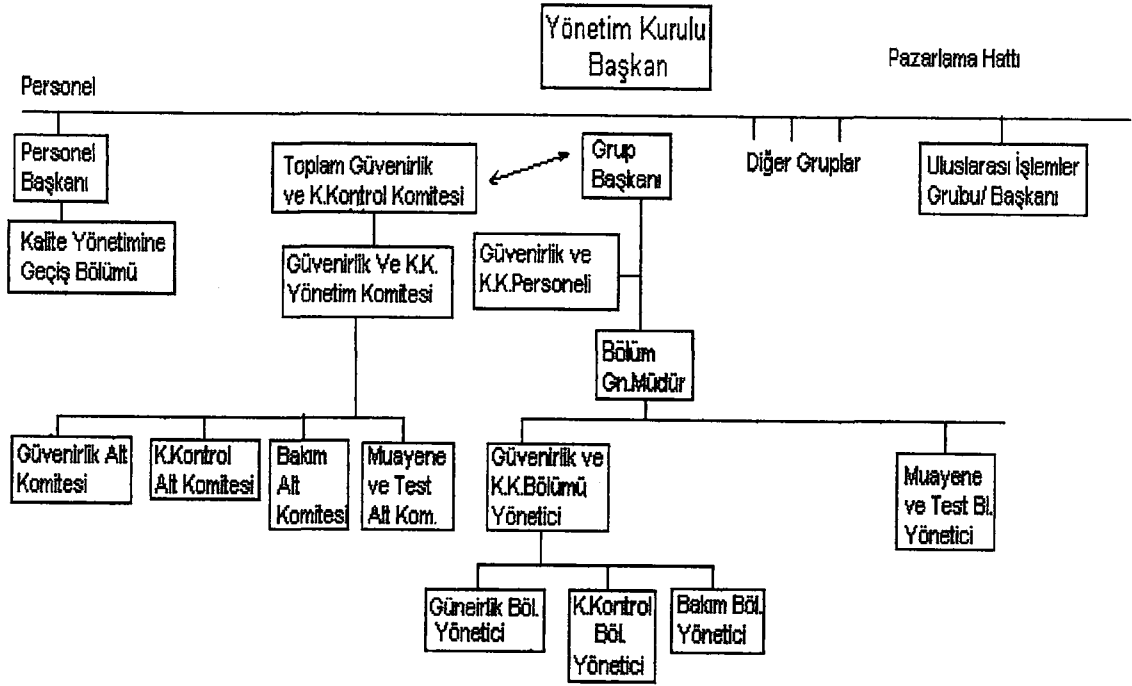 Yönetim Kurulu
Başkan
Pazarlama Hattı
Personel
Personel
Başkanı
Toplam Güvenirlik
ve K.Kontrol Komitesi
Grup
Başkanı
Diğer Gruplar
Uluslarası İşlemler
Grubu/ Başkanı
Kalite Yönetimine
Geçiş Bölümü
Güvenirlik Ve K.K.
Yönetim Komitesi
Güvenirlik ve
K.K.Personeli
Bölüm
Gn.Müdür
Güvenirlik Alt
Komitesi
K.Kontrol
Alt Komitesi
Bakım
Alt
Komitesi
Muayene
ve Test
Alt Kom.
Güvenirlik ve
K.K.Bölümü
Yönetici
Muayene
ve Test Bl.
Yönetici
Güneirlik Böl.
Yönetici
K.Kontrol
Böl.
Yönetici
Bakım Böl.
Yönetici